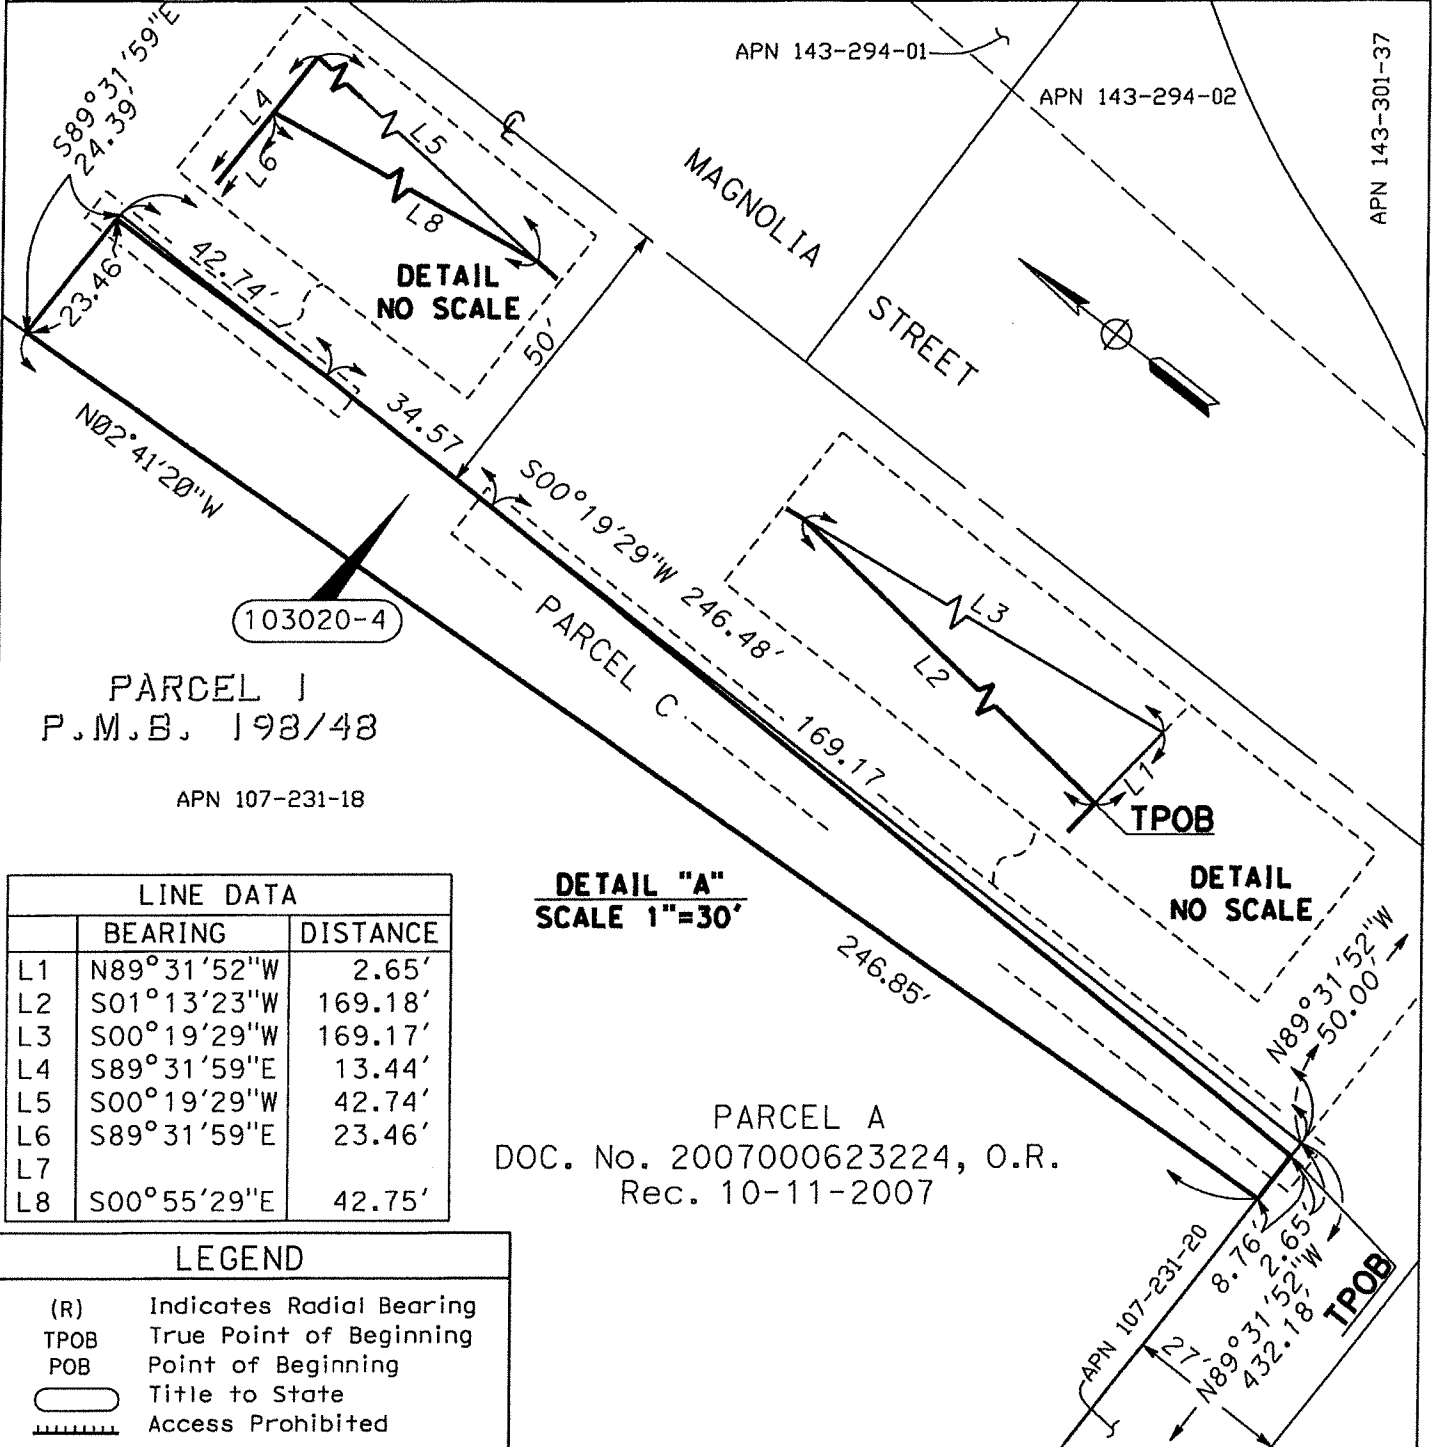 S89°31'59"E
24.39'
L4
L5
L6
L8
℄
APN 143-294-01
APN 143-294-02
APN 143-301-37
MAGNOLIA
STREET
23.46'
42.74'
DETAIL
NO SCALE
50'
34.57
N02°41'20"W
S00°19'29"W 246.48'
103020-4
PARCEL C
L3
L2
L1
TPOB
169.17
DETAIL
NO SCALE
PARCEL 1
P.M.B. 198/48
APN 107-231-18
DETAIL "A"
SCALE 1"=30'
246.85'
N89°31'52"W
50.00'
LINE DATA
BEARING DISTANCE
L1 N89°31'52"W 2.65'
L2 S01°13'23"W 169.18'
L3 S00°19'29"W 169.17'
L4 S89°31'59"E 13.44'
L5 S00°19'29"W 42.74'
L6 S89°31'59"E 23.46'
L7
L8 S00°55'29"E 42.75'
PARCEL A
DOC. No. 2007000623224, O.R.
Rec. 10-11-2007
8.76'
2.65'
N89°31'52"W
432.18'
TPOB
APN 107-231-20
27'
LEGEND
(R) Indicates Radial Bearing
TPOB True Point of Beginning
POB Point of Beginning
Title to State
Access Prohibited